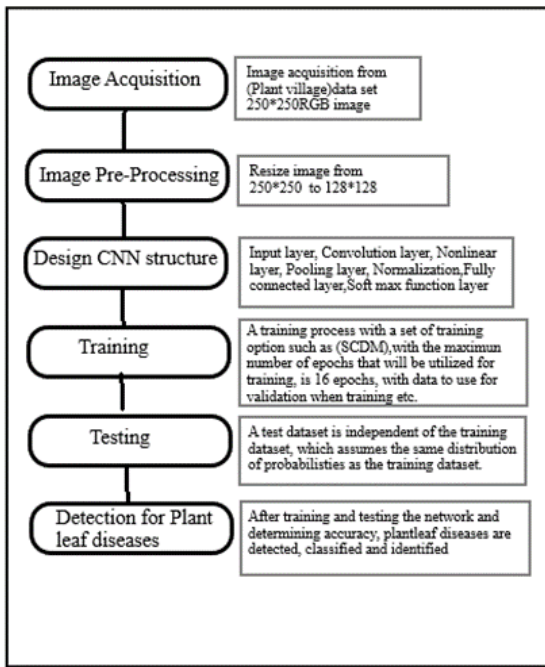 Image Acquisition
Image acquisition from
(Plant village)data set
250*250RGB image
Image Pre-Processing
Resize image from
250*250 to 128*128
Design CNN structure
Input layer, Convolution layer, Nonlinear
layer, Pooling layer, Normalization,Fully
connected layer,Soft max function layer
Training
A training process with a set of training
option such as (SCDM),with the maximun
number of epochs that will be utilized for
training, is 16 epochs, with data to use for
validation when training etc.
Testing
A test dataset is independent of the training
dataset, which assumes the same distribution
of probabilisties as the training dataset.
Detection for Plant
leaf diseases
After training and testing the network and
determining accuracy, plantleaf diseases are
detected, classified and identified